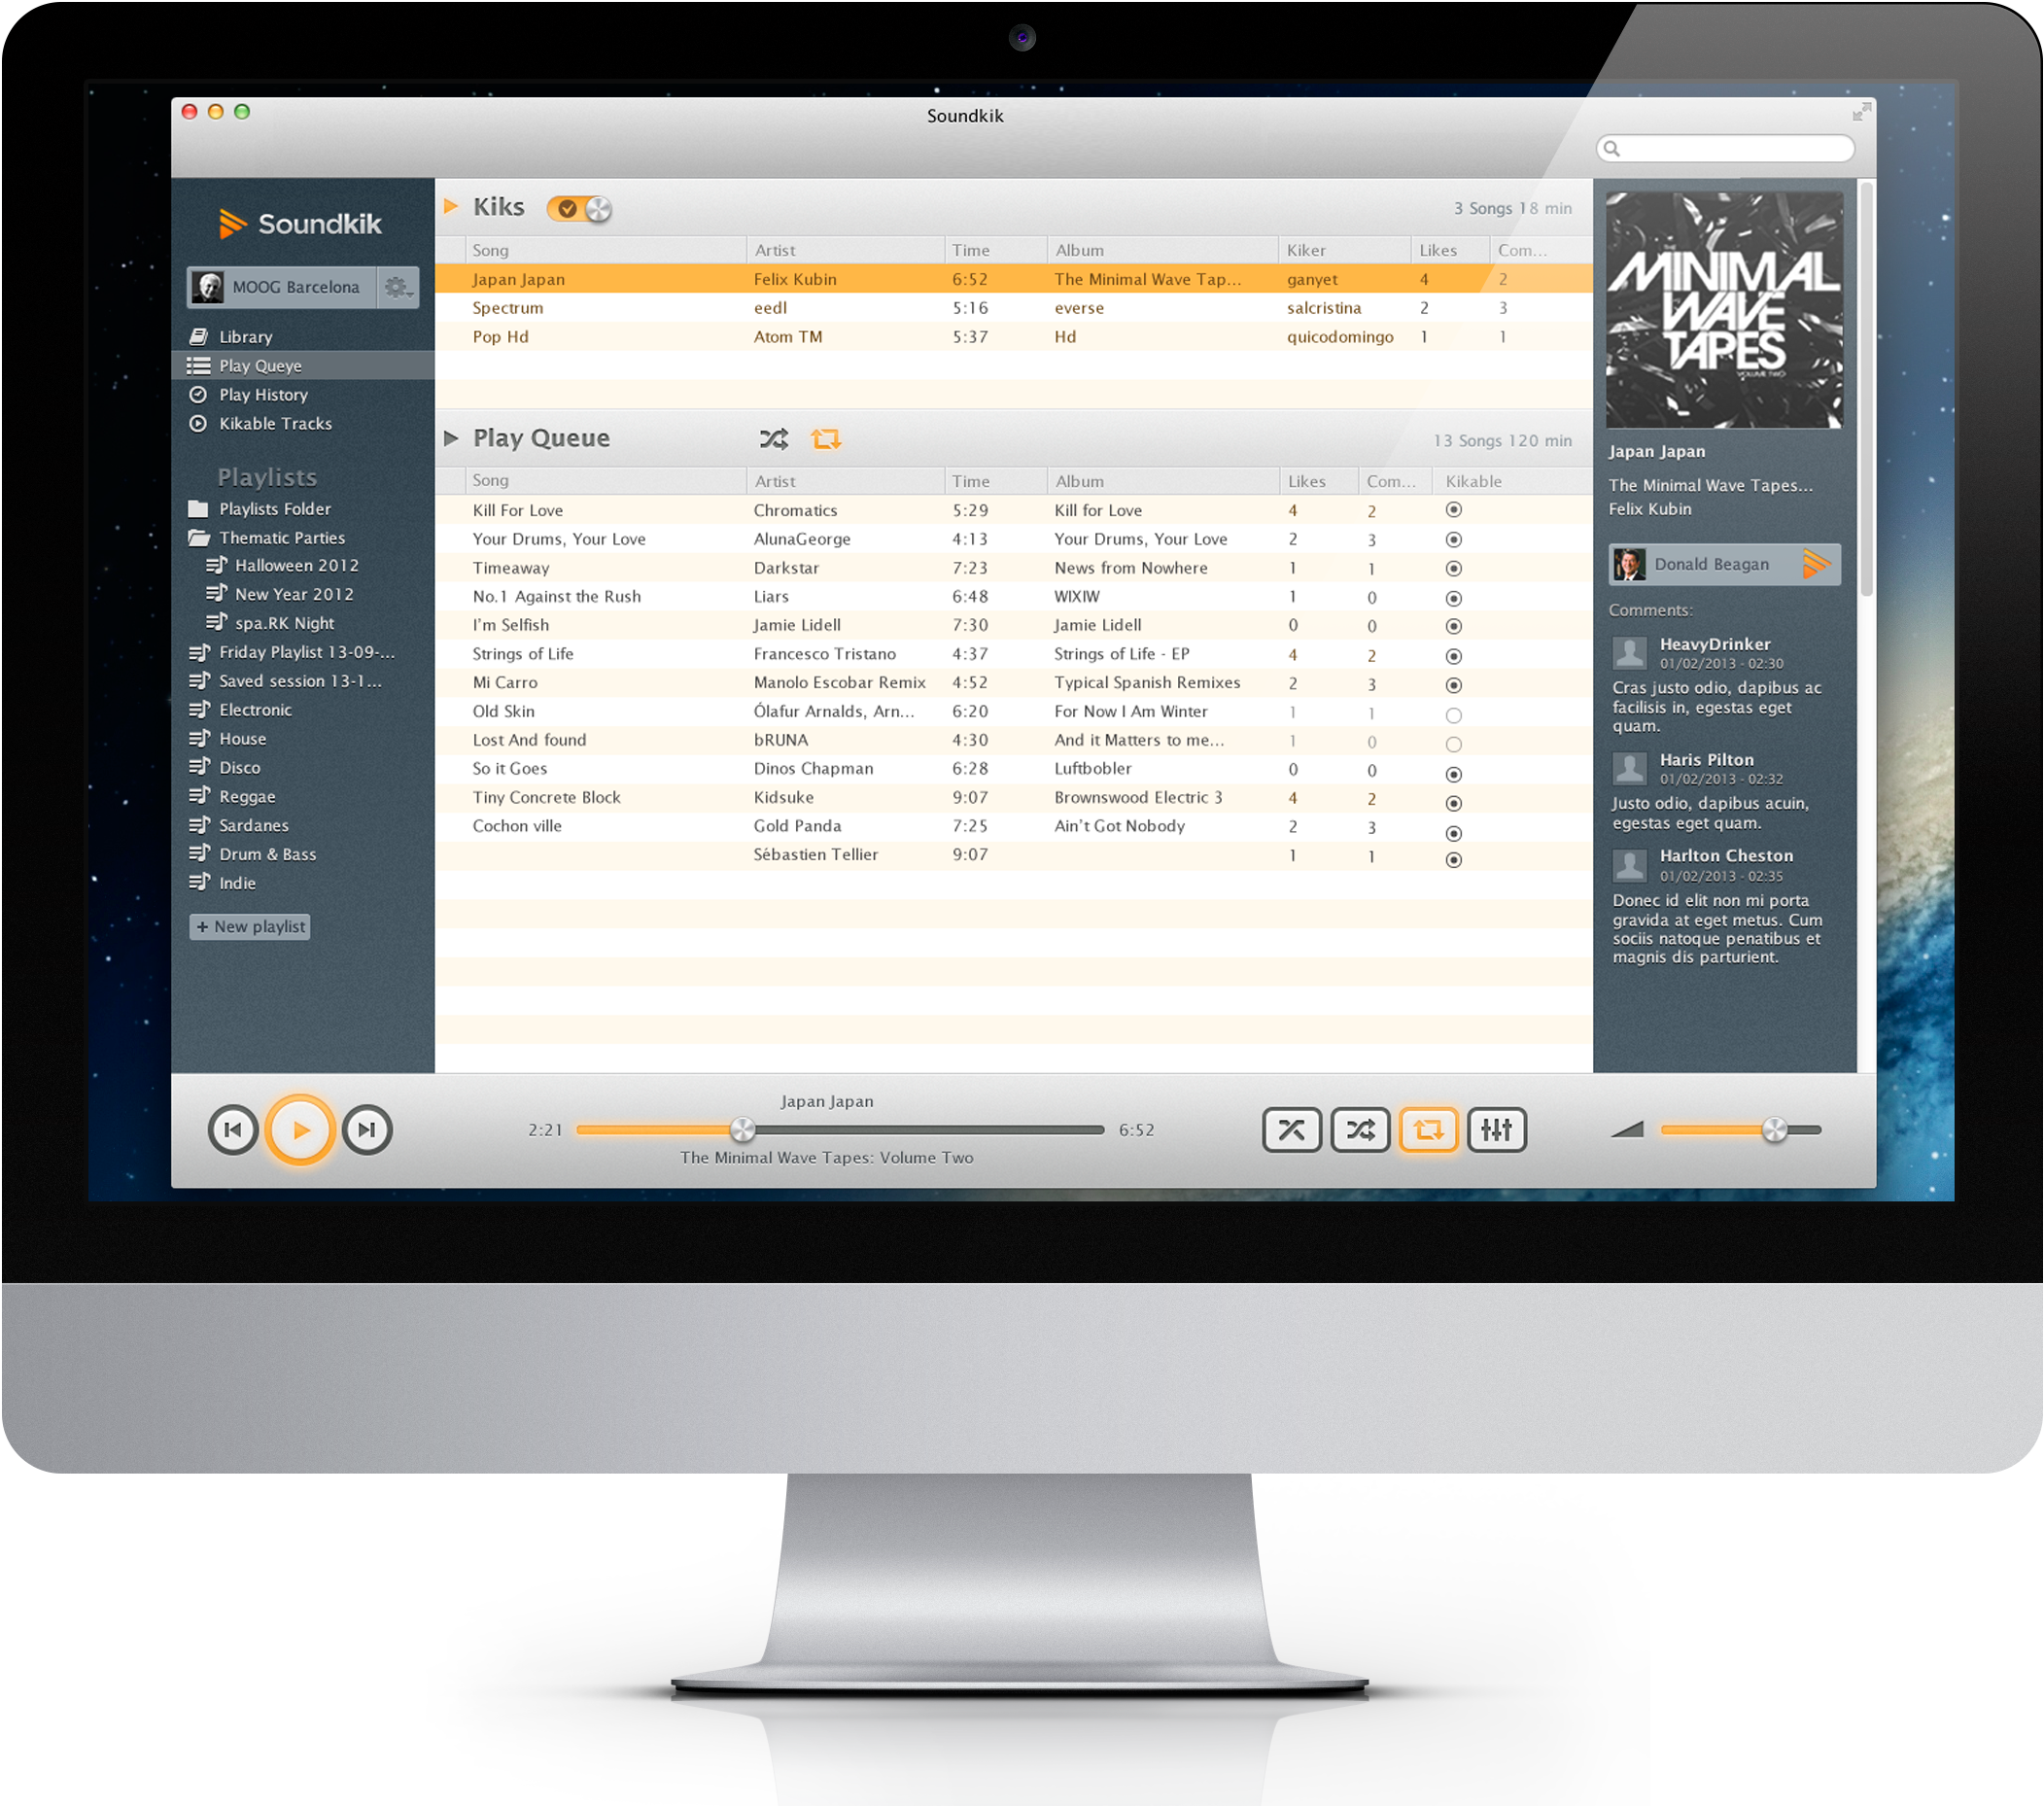 Soundkik
Soundkik
MOOG Barcelona
Library
Play Queye
Play History
Kikable Tracks
Playlists
Playlists Folder
Thematic Parties
Halloween 2012
New Year 2012
spa.RK Night
Friday Playlist 13-09-...
Saved session 13-1...
Electronic
House
Disco
Reggae
Sardanes
Drum & Bass
Indie
+ New playlist
Kiks 3 Songs 18 min
Song Artist Time Album Kiker Likes Com...
Japan Japan Felix Kubin 6:52 The Minimal Wave Tap... ganyet 4 2
Spectrum eedl 5:16 everse salcristina 2 3
Pop Hd Atom TM 5:37 Hd quicodomingo 1 1
Play Queue 13 Songs 120 min
Song Artist Time Album Likes Com... Kikable
Kill For Love Chromatics 5:29 Kill for Love 4 2
Your Drums, Your Love AlunaGeorge 4:13 Your Drums, Your Love 2 3
Timeaway Darkstar 7:23 News from Nowhere 1 1
No.1 Against the Rush Liars 6:48 WIXIW 1 0
I'm Selfish Jamie Lidell 7:30 Jamie Lidell 0 0
Strings of Life Francesco Tristano 4:37 Strings of Life - EP 4 2
Mi Carro Manolo Escobar Remix 4:52 Typical Spanish Remixes 2 3
Old Skin Ólafur Arnalds, Arn... 6:20 For Now I Am Winter 1 1
Lost And found bRUNA 4:30 And it Matters to me... 1 0
So it Goes Dinos Chapman 6:28 Luftbobler 0 0
Tiny Concrete Block Kidsuke 9:07 Brownswood Electric 3 4 2
Cochon ville Gold Panda 7:25 Ain't Got Nobody 2 3
Sébastien Tellier 9:07 1 1
THE
MINIMAL
WAVE
TAPES
VOLUME TWO
Japan Japan
The Minimal Wave Tapes...
Felix Kubin
Donald Beagan
Comments:
HeavyDrinker
01/02/2013 - 02:30
Cras justo odio, dapibus ac
facilisis in, egestas eget
quam.
Haris Pilton
01/02/2013 - 02:32
Justo odio, dapibus acuin,
egestas eget quam.
Harlton Cheston
01/02/2013 - 02:35
Donec id elit non mi porta
gravida at eget metus. Cum
sociis natoque penatibus et
magnis dis parturient.
Japan Japan
2:21 6:52
The Minimal Wave Tapes: Volume Two